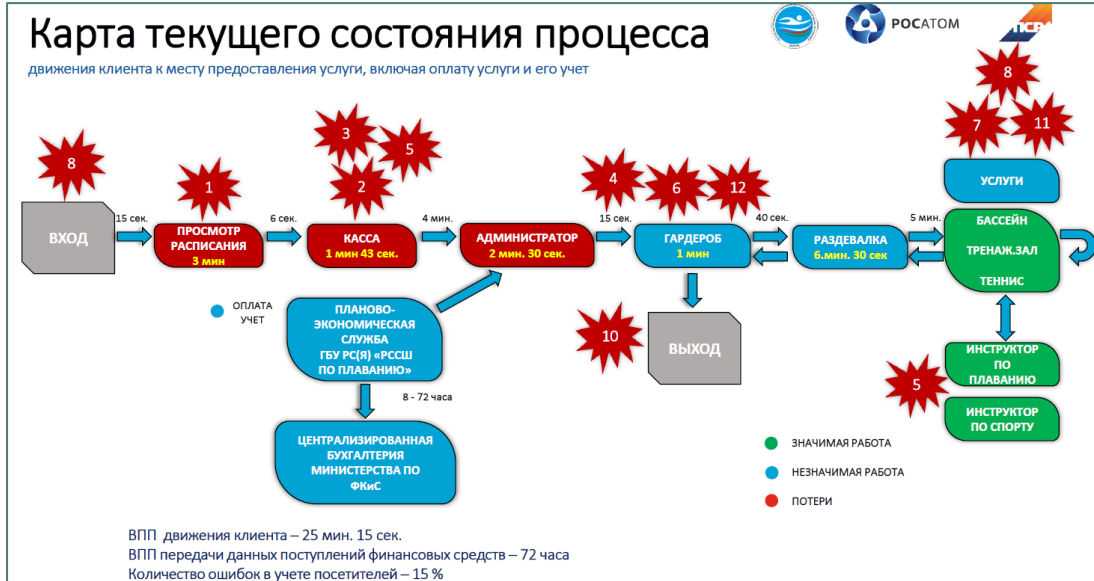 Карта текущего состояния процесса
движения клиента к месту предоставления услуги, включая оплату услуги и его учет
РОСАТОМ
8
1
3
5
2
4
6
12
8
7
11
УСЛУГИ
ВХОД
15 сек.
ПРОСМОТР
РАСПИСАНИЯ
3 мин
6 сек.
КАССА
1 мин 43 сек.
4 мин.
АДМИНИСТРАТОР
2 мин. 30 сек.
15 сек.
ГАРДЕРОБ
1 мин
40 сек.
РАЗДЕВАЛКА
6.мин. 30 сек
5 мин.
БАССЕЙН
ТРЕНАЖ.ЗАЛ
ТЕННИС
ОПЛАТА
УЧЕТ
ПЛАНОВО-
ЭКОНОМИЧЕСКАЯ
СЛУЖБА
ГБУ РС(Я) «РССШ
ПО ПЛАВАНИЮ»
10
ВЫХОД
5
ИНСТРУКТОР
ПО
ПЛАВАНИЮ
ИНСТРУКТОР
ПО СПОРТУ
8 - 72 часа
ЦЕНТРАЛИЗИРОВАННАЯ
БУХГАЛТЕРИЯ
МИНИСТЕРСТВА ПО
ФКиС
ЗНАЧИМАЯ РАБОТА
НЕЗНАЧИМАЯ РАБОТА
ПОТЕРИ
ВПП движения клиента – 25 мин. 15 сек.
ВПП передачи данных поступлений финансовых средств – 72 часа
Количество ошибок в учете посетителей – 15 %